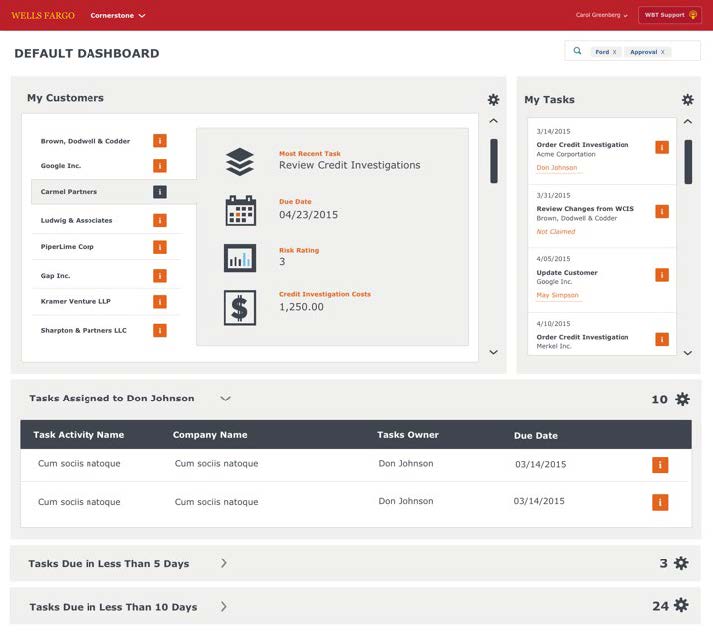 WELLS FARGO Cornerstone Carol Greenberg WBT Support
DEFAULT DASHBOARD Ford X Approval X
My Customers
Brown, Dodwell & Codder
Google Inc.
Carmel Partners
Ludwig & Associates
PiperLime Corp
Gap Inc.
Kramer Venture LLP
Sharpton & Partners LLC
Most Recent Task
Review Credit Investigations
Due Date
04/23/2015
Risk Rating
3
Credit Investigation Costs
1,250.00
My Tasks
3/14/2015
Order Credit Investigation
Acme Corportation
Don Johnson
3/31/2015
Review Changes from WCIS
Brown, Dodwell & Codder
Not Claimed
4/05/2015
Update Customer
Google Inc.
May Simpson
4/10/2015
Order Credit Investigation
Merkel Inc.
Tasks Assigned to Don Johnson 10
Task Activity Name Company Name Tasks Owner Due Date
Cum sociis natoque Cum sociis natoque Don Johnson 03/14/2015
Cum sociis natoque Cum sociis natoque Don Johnson 03/14/2015
Tasks Due in Less Than 5 Days 3
Tasks Due in Less Than 10 Days 24